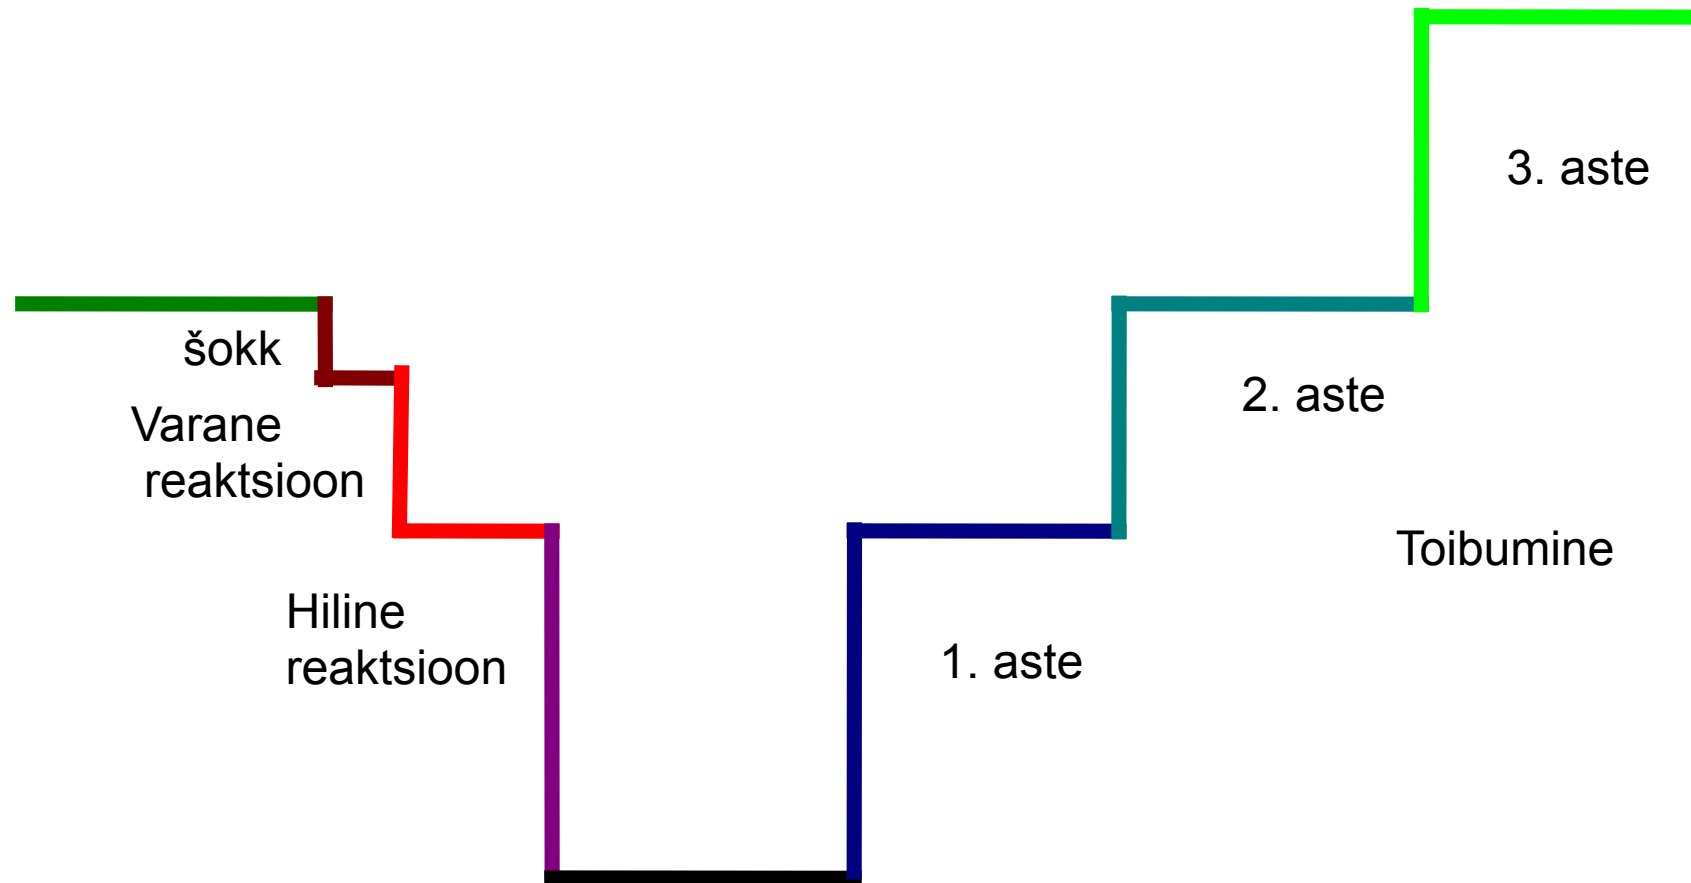 šokk
Varane
reaktsioon
Hiline
reaktsioon
1. aste
2. aste
3. aste
Toibumine